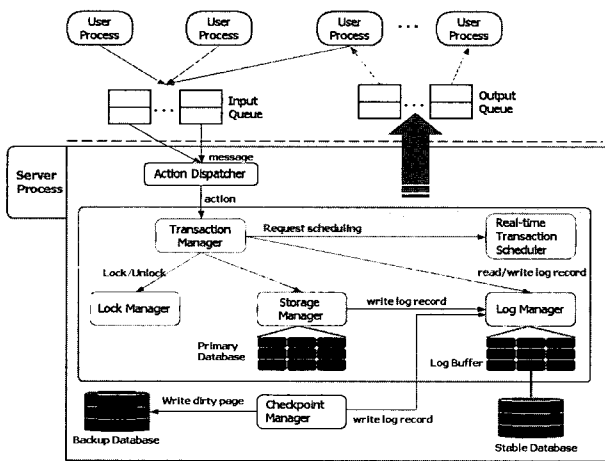 User
Process
User
Process
User
Process
...
User
Process
...
Input
Queue
...
Output
Queue
message
Server
Process
Action Dispatcher
action
Transaction
Manager
Request scheduling
Real-time
Transaction
Scheduler
Lock/Unlock
read/write log record
Lock Manager
Storage
Manager
write log record
Log Manager
Primary
Database
Log Buffer
Write dirty page
Checkpoint
Manager
write log record
Backup Database
Stable Database